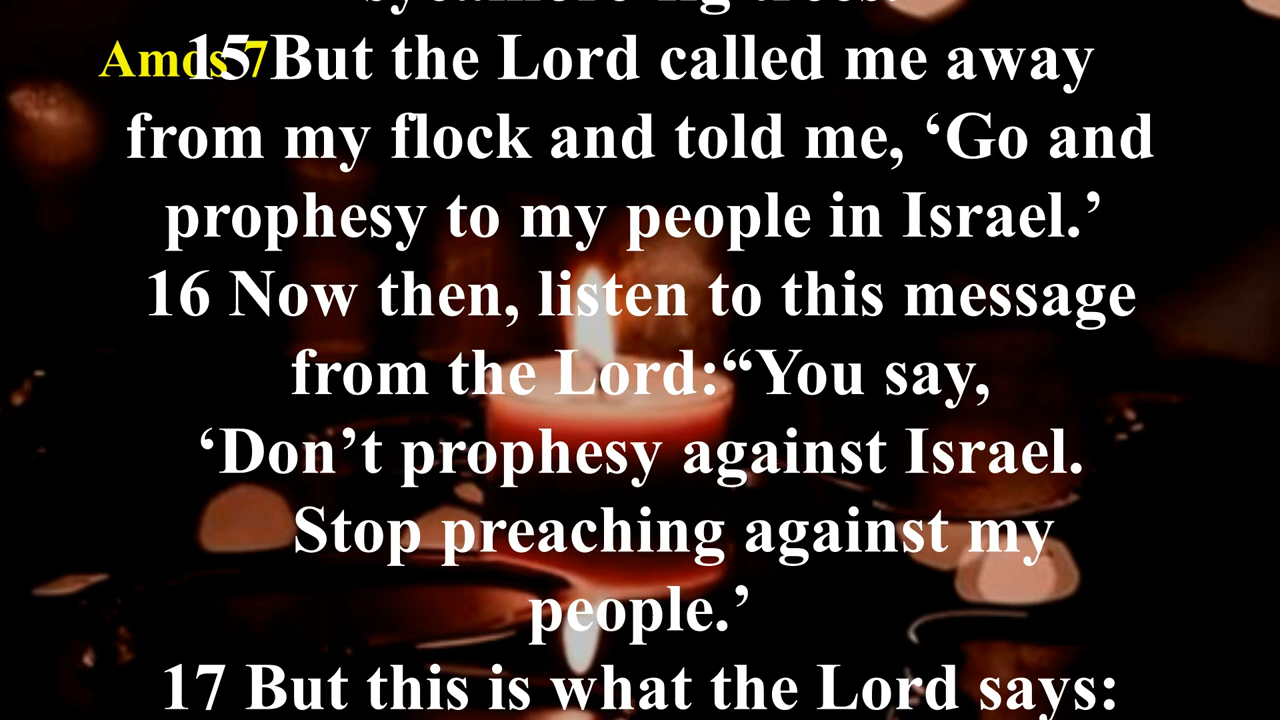 Amos 7
15 But the Lord called me away
from my flock and told me, ‘Go and
prophesy to my people in Israel.’
16 Now then, listen to this message
from the Lord:“You say,
‘Don’t prophesy against Israel.
Stop preaching against my
people.’
17 But this is what the Lord says: